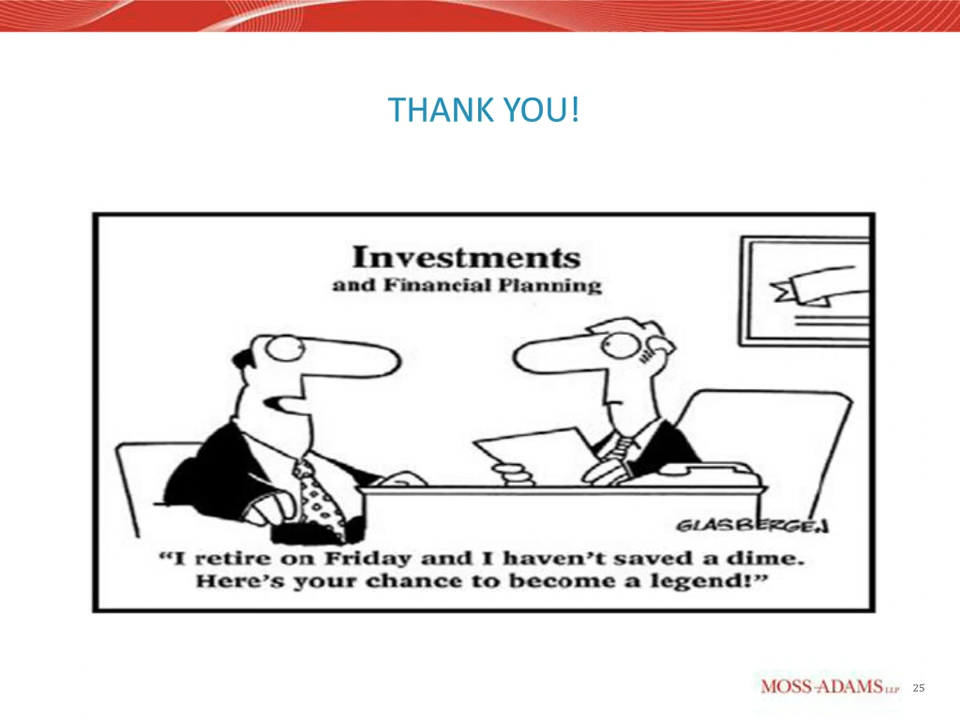 THANK YOU!
Investments
and Financial Planning
GLASBERGEN
“I retire on Friday and I haven’t saved a dime.
Here’s your chance to become a legend!”
MOSS-ADAMS LLP
25